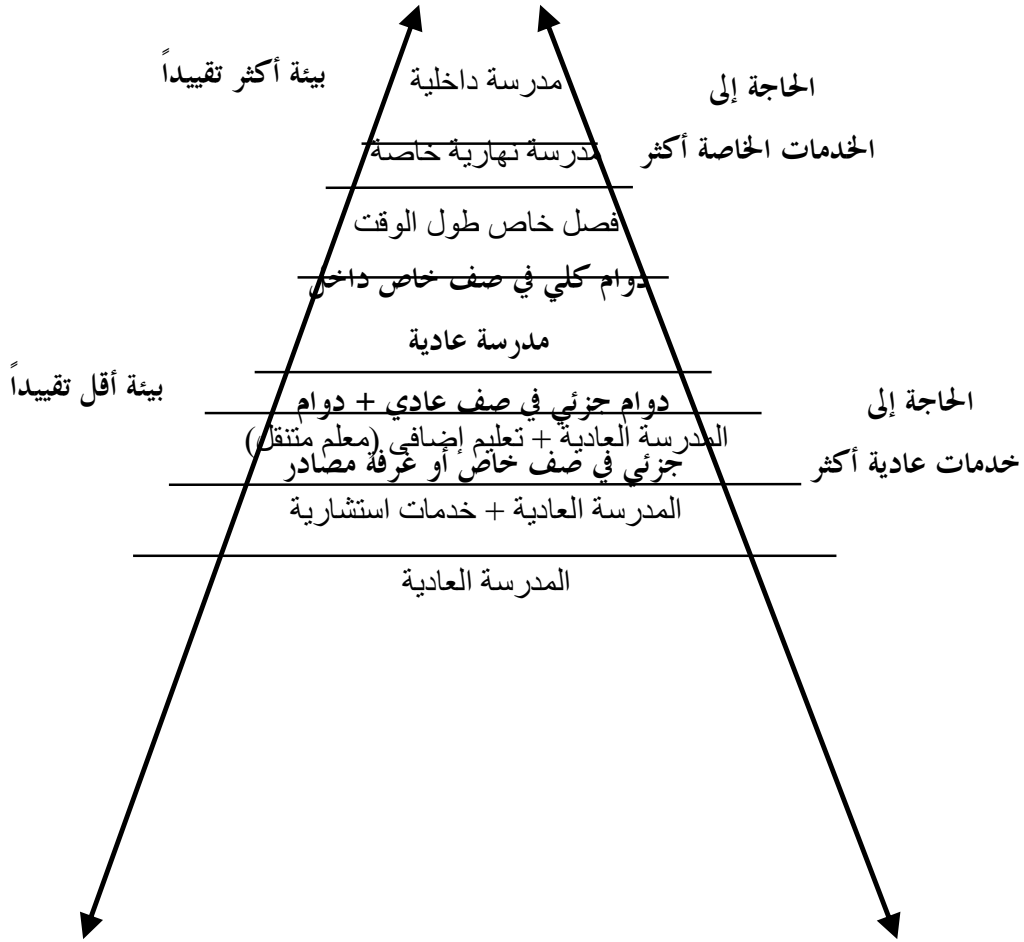 الحاجة إلى
الخدمات الخاصة أكثر
بيئة أكثر تقييداً
مدرسة داخلية
مدرسة نهارية خاصة
فصل خاص طول الوقت
دوام كلي في صف خاص داخل
مدرسة عادية
الحاجة إلى
خدمات عادية أكثر
بيئة أقل تقييداً
دوام جزئي في صف عادي + دوام
المدرسة العادية + تعليم إضافي (معلم متنقل)
جزئي في صف خاص أو غرفة مصادر
المدرسة العادية + خدمات استشارية
المدرسة العادية